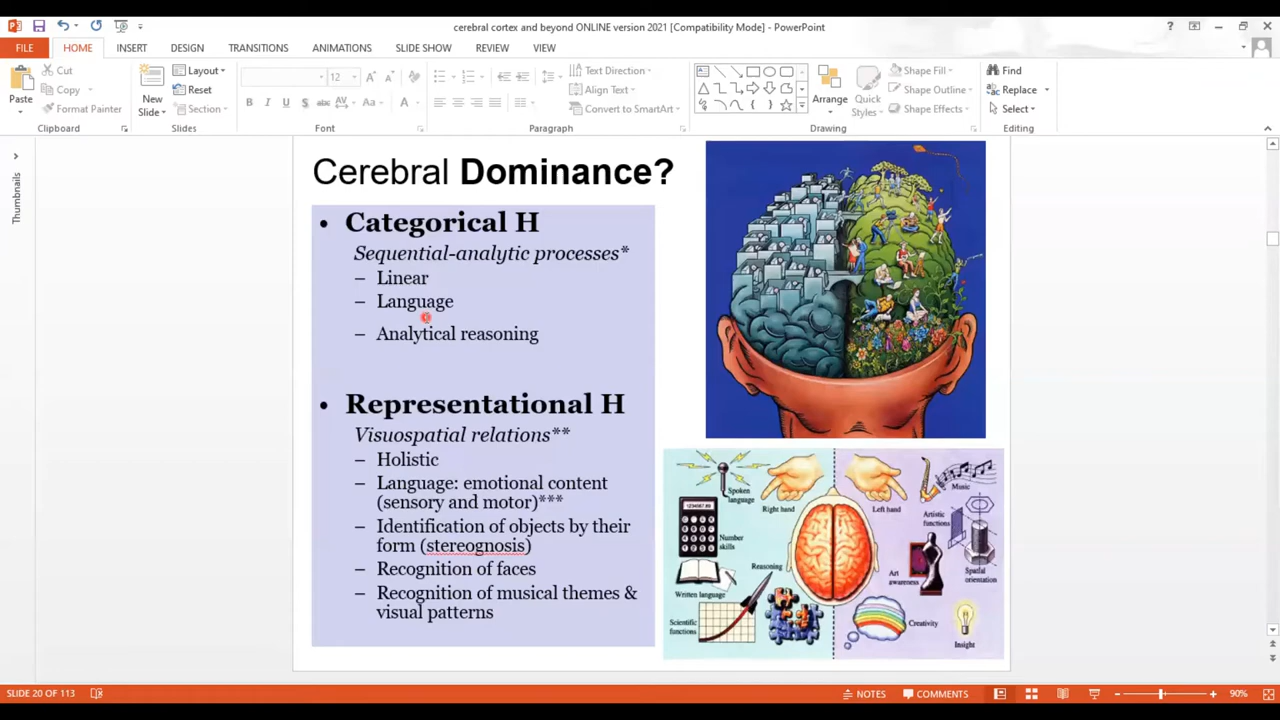 cerebral cortex and beyond ONLINE version 2021 [Compatibility Mode] - PowerPoint
FILE HOME INSERT DESIGN TRANSITIONS ANIMATIONS SLIDE SHOW REVIEW VIEW
Paste
Cut
Copy
Format Painter
Clipboard
New
Slide
Layout
Reset
Section
Slides
12
Font
Text Direction
Align Text
Convert to SmartArt
Paragraph
Arrange
Quick
Styles
Shape Fill
Shape Outline
Shape Effects
Drawing
Find
Replace
Select
Editing
Thumbnails
Cerebral Dominance?
• Categorical H
Sequential-analytic processes*
– Linear
– Language
– Analytical reasoning
• Representational H
Visuospatial relations**
– Holistic
– Language: emotional content
(sensory and motor)***
– Identification of objects by their
form (stereognosis)
– Recognition of faces
– Recognition of musical themes &
visual patterns
Spoken
language
Right hand
Left hand
Music
Number
skills
Artistic
functions
Reasoning
Written language
Art
awareness
Spatial
orientation
Scientific
functions
Creativity
Insight
SLIDE 20 OF 113
NOTES
COMMENTS
90%